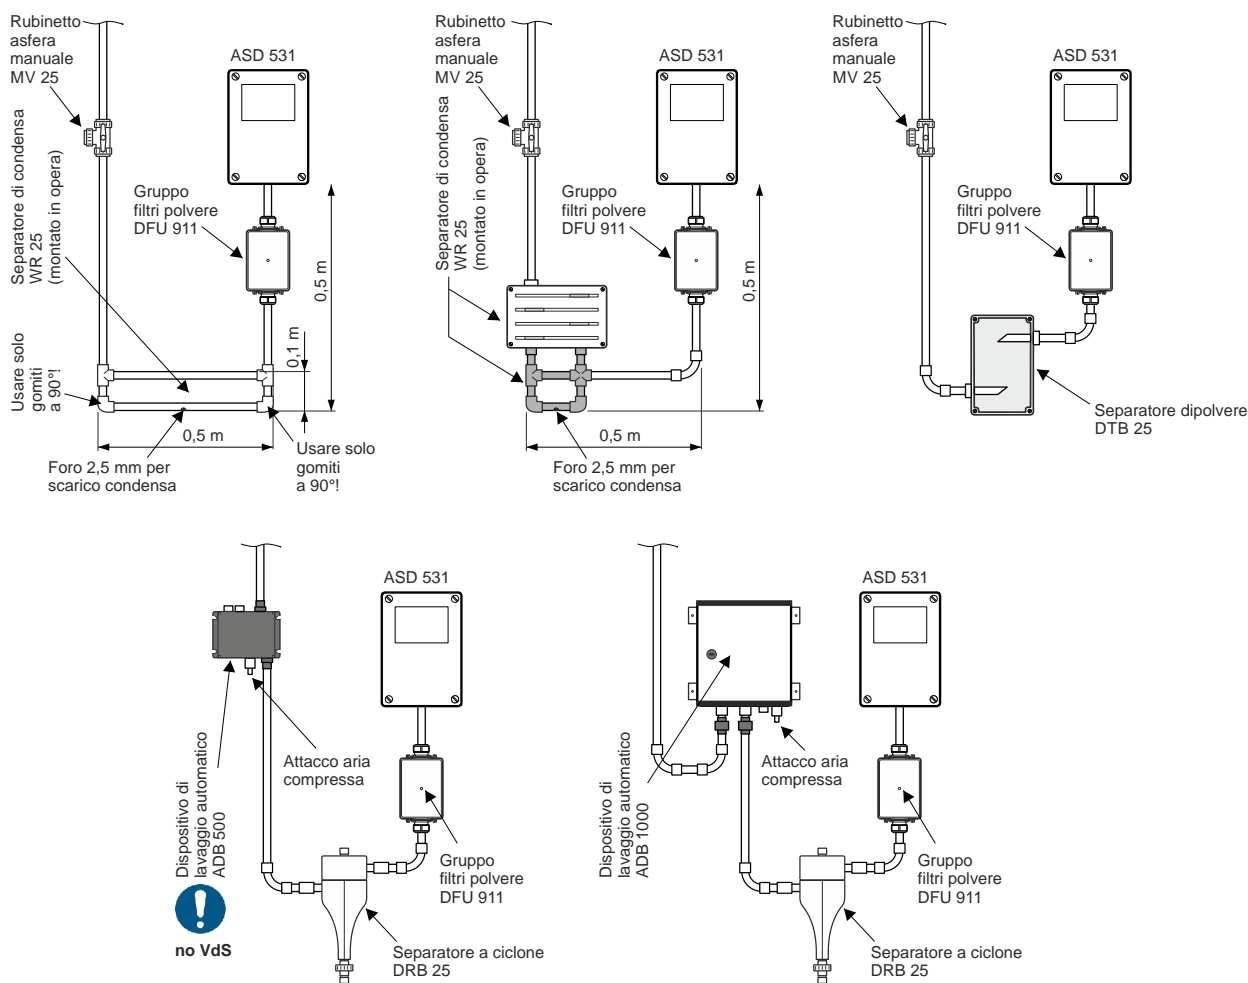 Rubinetto
asfera
manuale
MV 25
ASD 531
Separatore di condensa
WR 25
(montato in opera)
Gruppo
filtri polvere
DFU 911
0,5 m
0,1 m
Usare solo
gomiti
a 90°!
0,5 m
Foro 2,5 mm per
scarico condensa
Usare solo
gomiti
a 90°!
Rubinetto
asfera
manuale
MV 25
ASD 531
Separatore di condensa
WR 25
(montato in opera)
Gruppo
filtri polvere
DFU 911
0,5 m
0,5 m
Foro 2,5 mm per
scarico condensa
Rubinetto
asfera
manuale
MV 25
ASD 531
Gruppo
filtri polvere
DFU 911
Separatore dipolvere
DTB 25
ASD 531
Dispositivo di
lavaggio automatico
ADB 500
Attacco aria
compressa
Gruppo
filtri polvere
DFU 911
no VdS
Separatore a ciclone
DRB 25
ASD 531
Dispositivo di
lavaggio automatico
ADB 1000
Attacco aria
compressa
Gruppo
filtri polvere
DFU 911
Separatore a ciclone
DRB 25